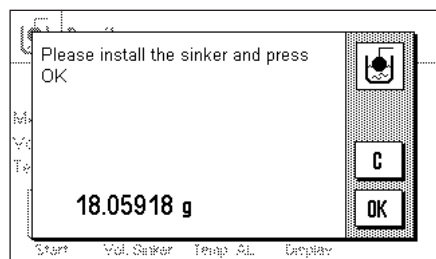 Please install the sinker and press
OK
C
18.05918 g
OK
Start Vol.Sinker Temp AL Display